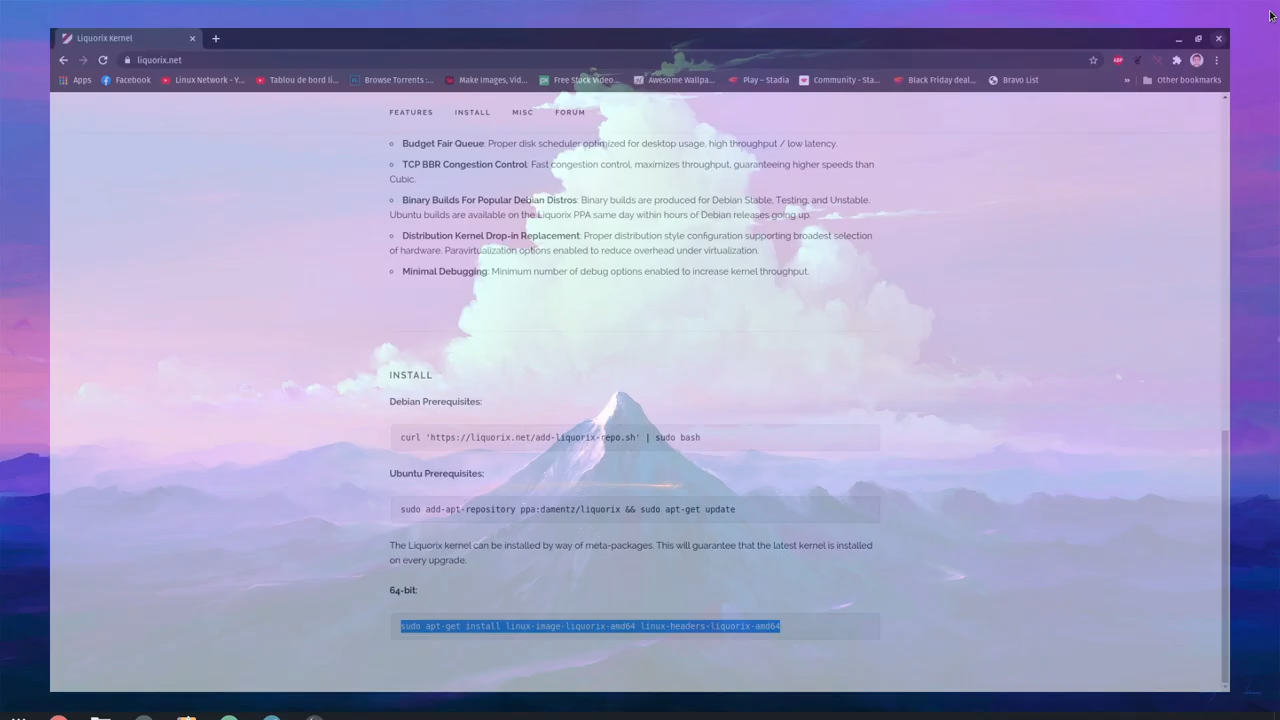 Liquorix Kernel
liquorix.net
Apps Facebook Linux Network - Y... Tablou de bord li... Browse Torrents :... Make Images, Vid... Free Stock Video... Awesome Wallpa... Play – Stadia Community - Sta... Black Friday deal... Bravo List » Other bookmarks
FEATURES INSTALL MISC FORUM
Budget Fair Queue: Proper disk scheduler optimized for desktop usage, high throughput / low latency.
TCP BBR Congestion Control: Fast congestion control, maximizes throughput, guaranteeing higher speeds than
Cubic.
Binary Builds For Popular Debian Distros: Binary builds are produced for Debian Stable, Testing, and Unstable.
Ubuntu builds are available on the Liquorix PPA same day within hours of Debian releases going up.
Distribution Kernel Drop-in Replacement: Proper distribution style configuration supporting broadest selection
of hardware. Paravirtualization options enabled to reduce overhead under virtualization.
Minimal Debugging: Minimum number of debug options enabled to increase kernel throughput.
INSTALL
Debian Prerequisites:
curl 'https://liquorix.net/add-liquorix-repo.sh' | sudo bash
Ubuntu Prerequisites:
sudo add-apt-repository ppa:damentz/liquorix && sudo apt-get update
The Liquorix kernel can be installed by way of meta-packages. This will guarantee that the latest kernel is installed
on every upgrade.
64-bit:
sudo apt-get install linux-image-liquorix-amd64 linux-headers-liquorix-amd64